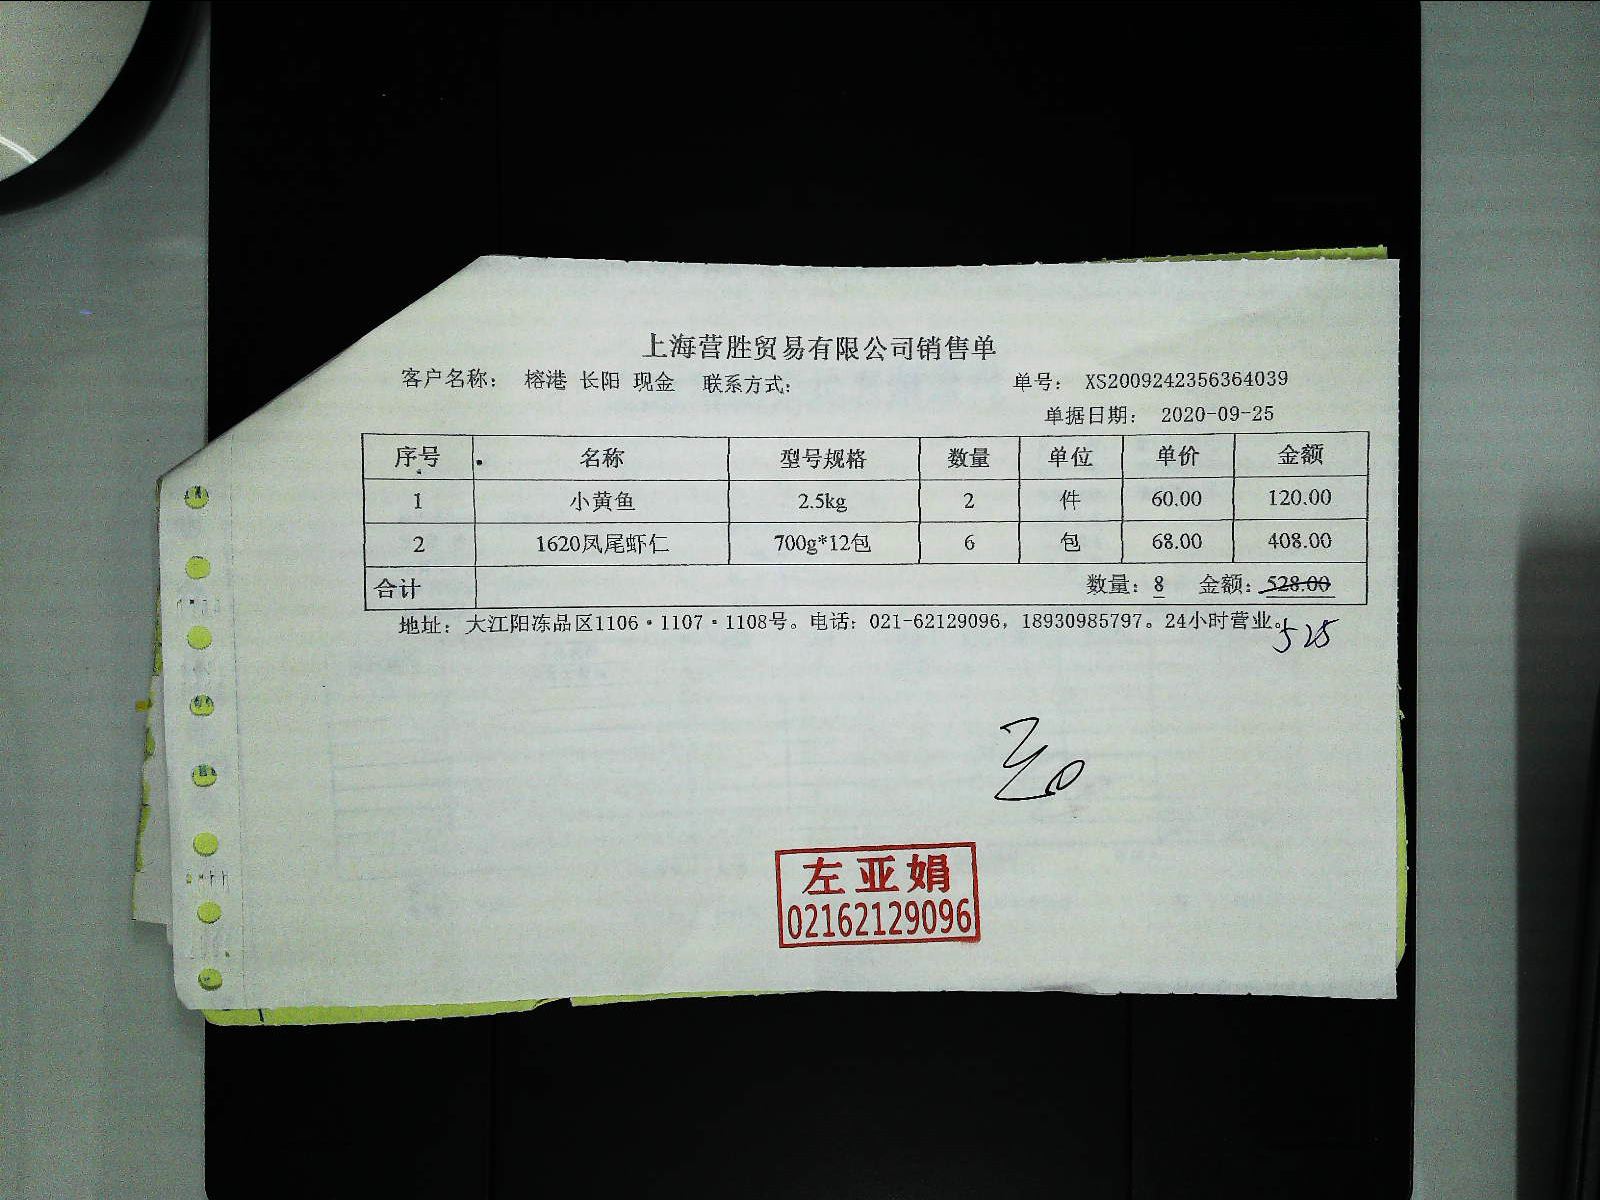 上海营胜贸易有限公司销售单
客户名称： 榕港 长阳 现金 联系方式： 单号： XS2009242356364039
单据日期： 2020-09-25
序号 名称 型号规格 数量 单位 单价 金额
1 小黄鱼 2.5kg 2 件 60.00 120.00
2 1620凤尾虾仁 700g*12包 6 包 68.00 408.00
合计 数量：8 金额：528.00
地址：大江阳冻品区1106·1107·1108号。电话：021-62129096，18930985797。24小时营业。
525
左亚娟
02162129096